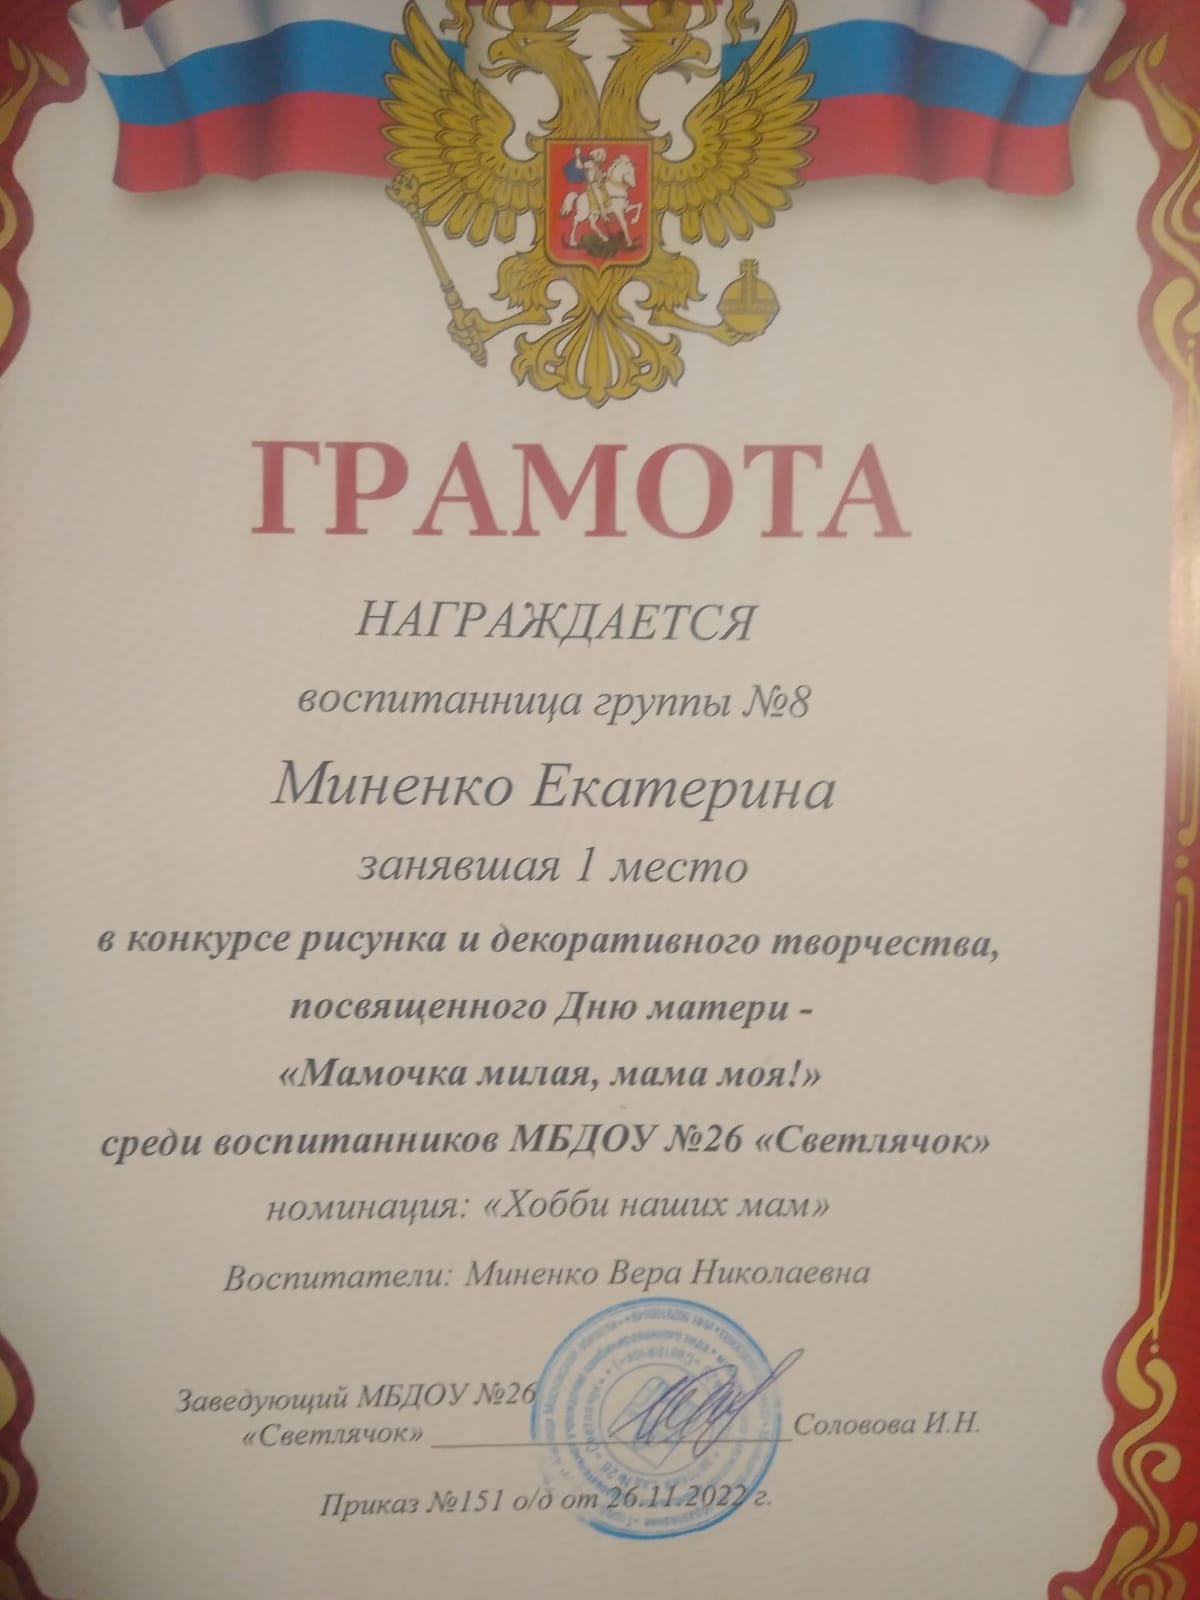 ГРАМОТА
НАГРАЖДАЕТСЯ
воспитанница группы №8
Миненко Екатерина
занявшая 1 место
в конкурсе рисунка и декоративного творчества,
посвященного Дню матери -
«Мамочка милая, мама моя!»
среди воспитанников МБДОУ №26 «Светлячок»
номинация: «Хобби наших мам»
Воспитатели: Миненко Вера Николаевна
Заведующий МБДОУ №26
«Светлячок» Соловова И.Н.
Приказ №151 о/д от 26.11.2022 г.